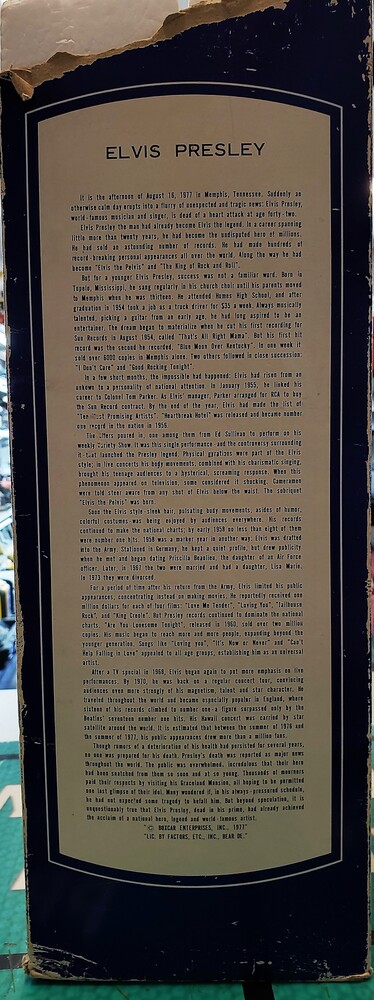 ELVIS PRESLEY
It is the afternoon of August 16, 1977 in Memphis, Tennessee. Suddenly an
otherwise calm day erupts into a flurry of unexpected and tragic news: Elvis Presley,
world-famous musician and singer, is dead of a heart attack at age forty-two.
Elvis Presley the man had already become Elvis the legend. In a career spanning
little more than twenty years, he had become the undisputed hero of millions.
He had sold an astounding number of records. He had made hundreds of
record-breaking personal appearances all over the world. Along the way he had
become "Elvis the Pelvis" and "The King of Rock and Roll".
But for a younger Elvis Presley, success was not a familiar word. Born in
Tupelo, Mississippi, he sang regularly in his church choir until his parents moved
to Memphis when he was thirteen. He attended Humes High School, and after
graduation in 1954 took a job as a truck driver for $35 a week. Always musically
talented, picking a guitar from an early age, he had long aspired to be an
entertainer. The dream began to materialize when he cut his first recording for
Sun Records in August 1954, called "That's All Right Mama". But his first hit
record was the second he recorded, "Blue Moon Over Kentucky". In one week it
sold over 6000 copies in Memphis alone. Two others followed in close succession:
"I Don't Care" and "Good Rocking Tonight".
In a few short months, the impossible had happened. Elvis had risen from an
unknown to a personality of national attention. In January 1955, he linked his
career to Colonel Tom Parker. As Elvis' manager, Parker arranged for RCA to buy
the Sun Record contract. By the end of the year, Elvis had made the list of
"The Most Promising Artists". "Heartbreak Hotel" was released and became number
one record in the nation in 1956.
The offers poured in, one among them from Ed Sullivan to perform on his
weekly Variety Show. It was this single performance-and the controversy surrounding
it-that launched the Presley legend. Physical gyrations were part of the Elvis
style; in live concerts his body movements, combined with his charismatic singing,
brought his teenage audiences to a hysterical, screaming response. When this
phenomenon appeared on television, some considered it shocking. Cameramen
were told steer away from any shot of Elvis below the waist. The sobriquet
"Elvis the Pelvis" was born.
Soon the Elvis style-sleek hair, pulsating body movements, asides of humor,
colorful costumes-was being enjoyed by audiences everywhere. His records
continued to make the national charts; by early 1958 no less than eight of them
were number one hits. 1958 was a marker year in another way: Elvis was drafted
into the Army. Stationed in Germany, he kept a quiet profile, but drew publicity
when he met and began dating Priscilla Beaulieu, the daughter of an Air Force
officer. Later, in 1967 the two were married and had a daughter, Lisa Marie.
In 1973 they were divorced.
For a period of time after his return from the Army, Elvis limited his public
appearances, concentrating instead on making movies. He reportedly received one
million dollars for each of four films: "Love Me Tender", "Loving You", "Jailhouse
Rock", and "King Creole". But Presley records continued to dominate the national
charts. "Are You Lonesome Tonight", released in 1960, sold over two million
copies. His music began to reach more and more people, expanding beyond the
younger generation. Songs like "Loving you", "It's Now or Never" and "Can't
Help Falling in Love" appealed to all age groups, establishing him as an universal
artist.
After a TV special in 1968, Elvis began again to put more emphasis on live
performances. By 1970, he was back on a regular concert tour, convincing
audiences even more strongly of his magnetism, talent and star character. He
traveled throughout the world and became especially popular in England, where
sixteen of his records climbed to number one-a figure surpassed only by the
Beatles' seventeen number one hits. His Hawaii concert was carried by star
satellite around the world. It is estimated that between the summer of 1974 and
the summer of 1977, his public appearances drew more than a million fans.
Though rumors of a deterioration of his health had persisted for several years,
no one was prepared for his death. Presley's death was reported as major news
throughout the world. The public was overwhelmed, incredulous that their hero
had been snatched from them so soon and at so young. Thousands of mourners
paid their respects by visiting his Graceland Mansion, all hoping to be permitted
one last glimpse of their idol. Many wondered if, in his always-pressured schedule,
he had not expected some tragedy to befall him. But beyond speculation, it is
unquestionably true that Elvis Presley, dead in his prime, had already achieved
the acclaim of a national hero, legend and world-famous artist.
"© BOXCAR ENTERPRISES, INC., 1977"
"LIC. BY FACTORS, ETC., INC., BEAR DE."